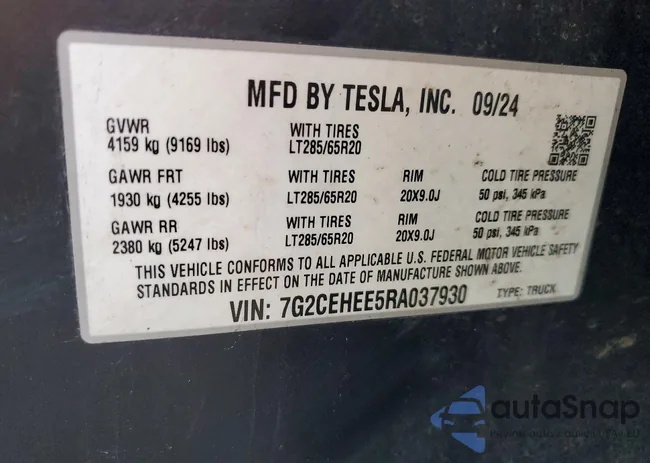 MFD BY TESLA, INC. 09/24
GVWR WITH TIRES
4159 kg (9169 lbs) LT285/65R20
GAWR FRT WITH TIRES RIM COLD TIRE PRESSURE
1930 kg (4255 lbs) LT285/65R20 20X9.0J 50 psi, 345 kPa
GAWR RR WITH TIRES RIM COLD TIRE PRESSURE
2380 kg (5247 lbs) LT285/65R20 20X9.0J 50 psi, 345 kPa
THIS VEHICLE CONFORMS TO ALL APPLICABLE U.S. FEDERAL MOTOR VEHICLE SAFETY
STANDARDS IN EFFECT ON THE DATE OF MANUFACTURE SHOWN ABOVE.
VIN: 7G2CEHEE5RA037930 TYPE: TRUCK
autaSnap